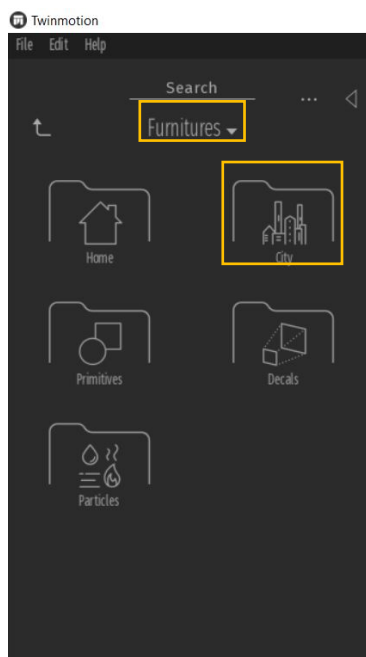 Twinmotion
File Edit Help
Search
...
Furnitures
Home City
Primitives Decals
Particles